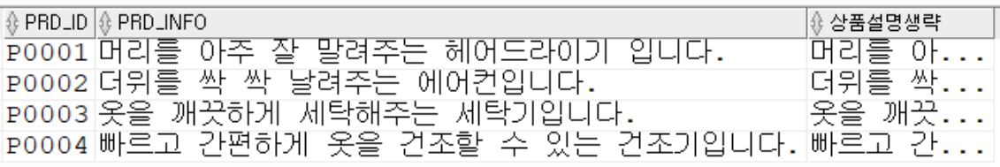 PRD_ID PRD_INFO 상품설명생략
P0001 머리를 아주 잘 말려주는 헤어드라이기 입니다. 머리를 아...
P0002 더위를 싹 싹 날려주는 에어컨입니다. 더위를 싹...
P0003 옷을 깨끗하게 세탁해주는 세탁기입니다. 옷을 깨끗...
P0004 빠르고 간편하게 옷을 건조할 수 있는 건조기입니다. 빠르고 간...